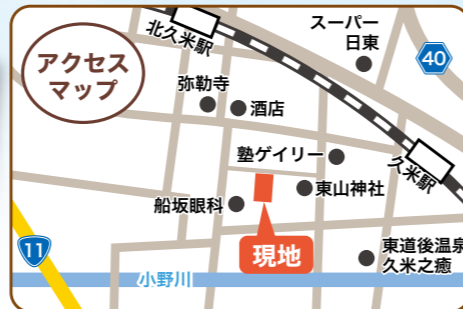 アクセス
マップ
北久米駅
スーパー
日東
40
弥勒寺
酒店
塾ゲイリー
久米駅
東山神社
船坂眼科
現地
11
東道後温泉
久米之癒
小野川